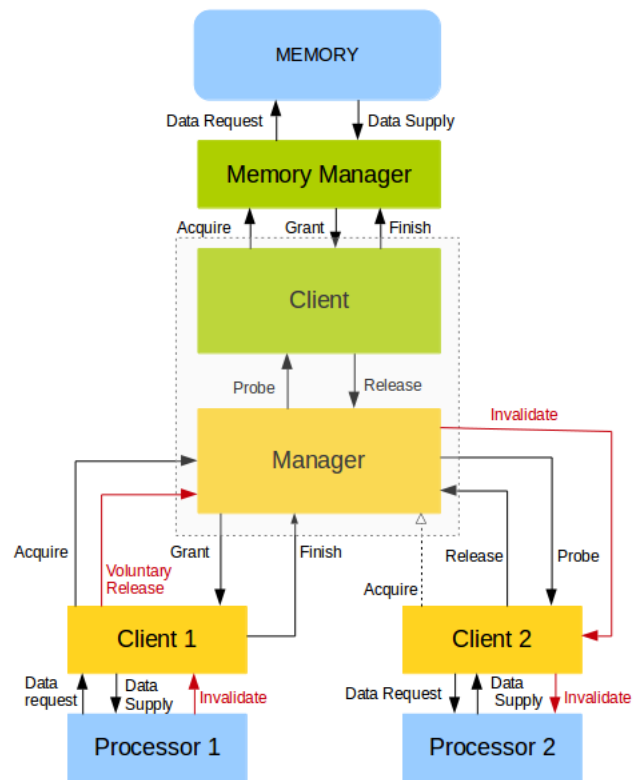 MEMORY
Data Request
Data Supply
Memory Manager
Acquire
Grant
Finish
Client
Probe
Release
Invalidate
Manager
Acquire
Voluntary
Release
Grant
Finish
Acquire
Release
Probe
Client 1
Client 2
Data
request
Data
Supply
Invalidate
Data Request
Data
Supply
Invalidate
Processor 1
Processor 2